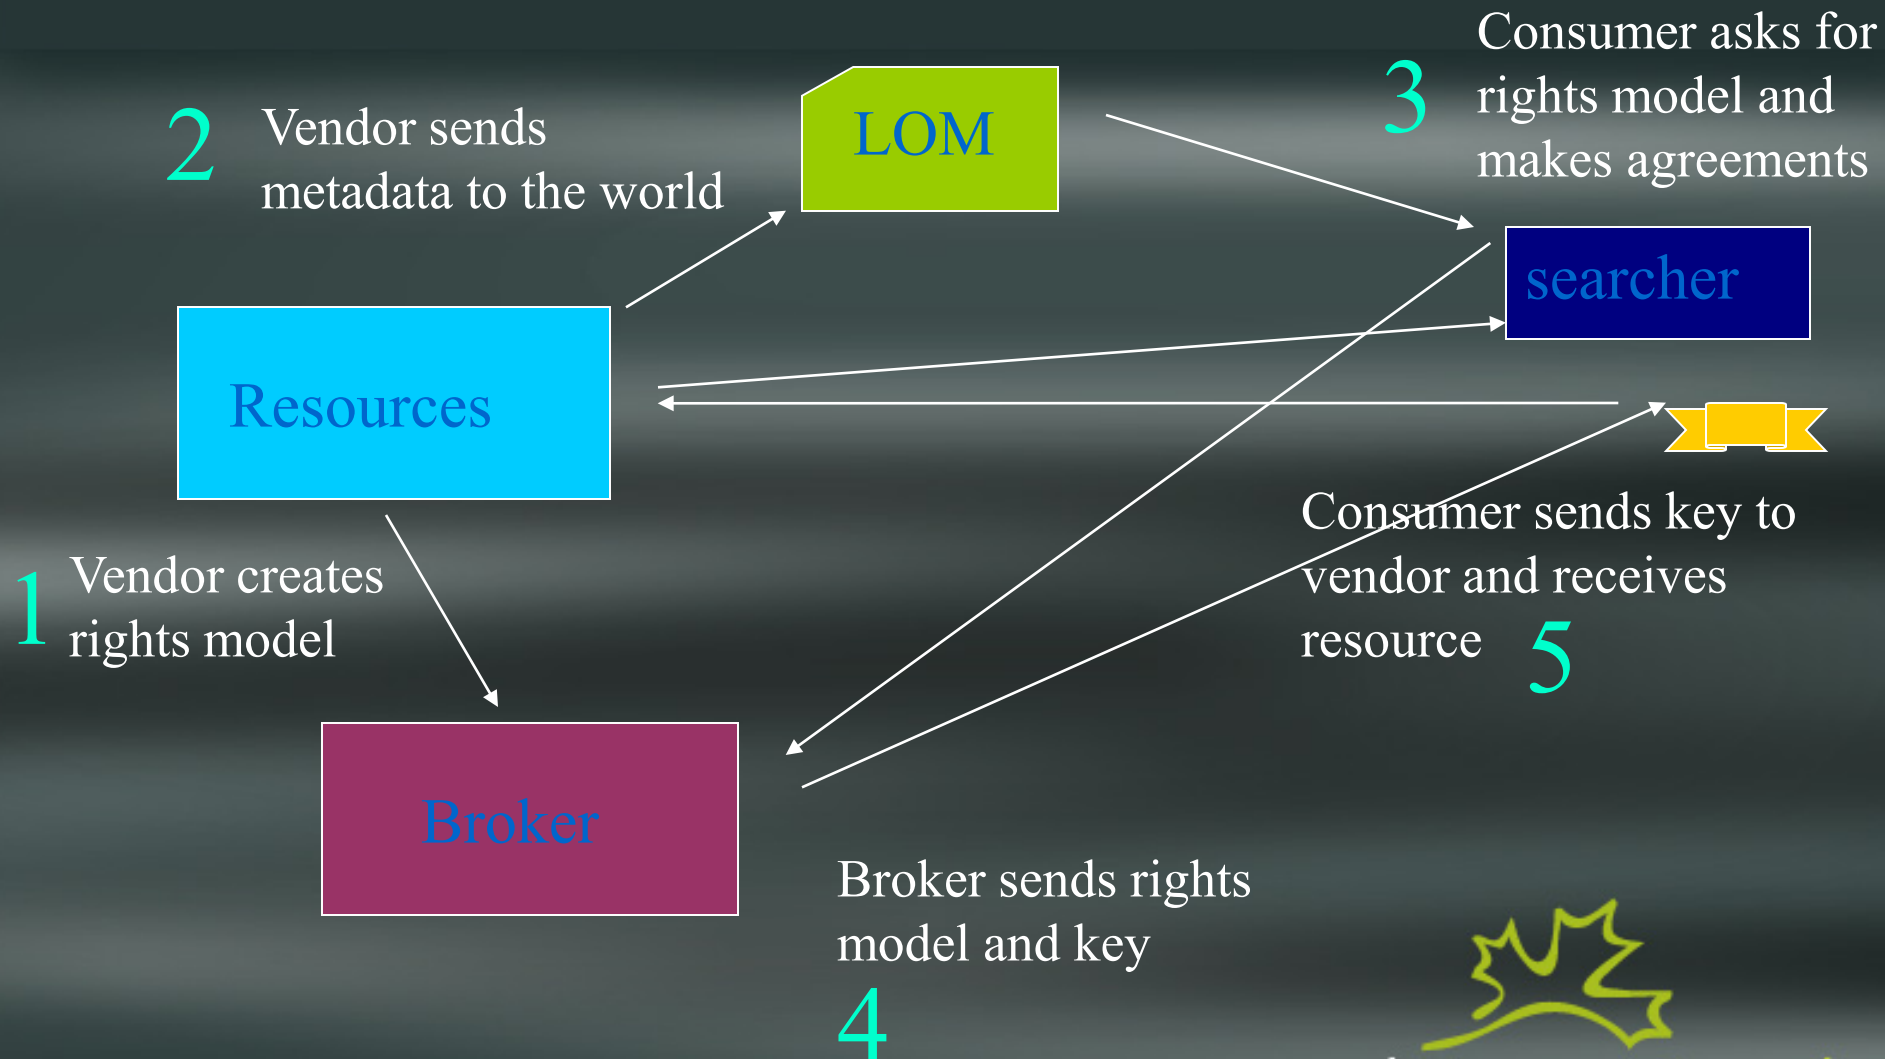 2
Vendor sends
metadata to the world
LOM
3
Consumer asks for
rights model and
makes agreements
searcher
Resources
1
Vendor creates
rights model
Consumer sends key to
vendor and receives
resource
5
Broker
Broker sends rights
model and key
4